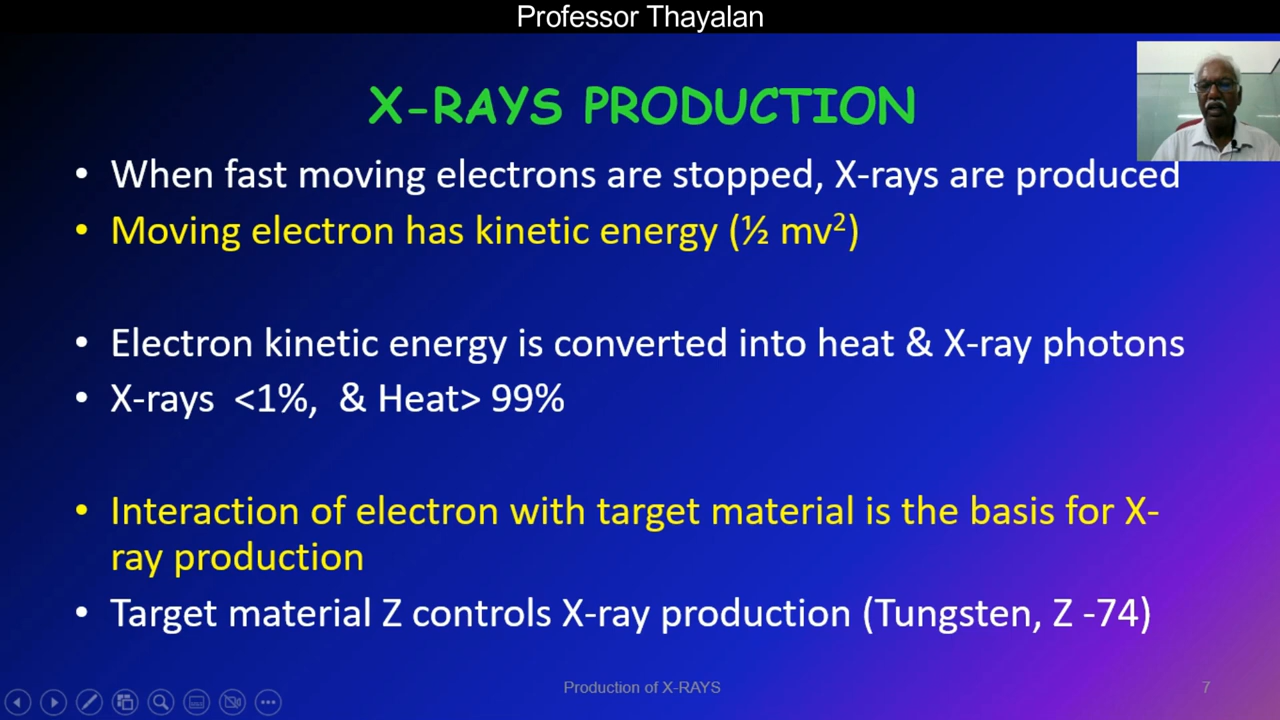 Professor Thayalan
X-RAYS PRODUCTION
• When fast moving electrons are stopped, X-rays are produced
• Moving electron has kinetic energy (½ mv²)
• Electron kinetic energy is converted into heat & X-ray photons
• X-rays <1%, & Heat> 99%
• Interaction of electron with target material is the basis for X-
ray production
• Target material Z controls X-ray production (Tungsten, Z -74)
Production of X-RAYS
7